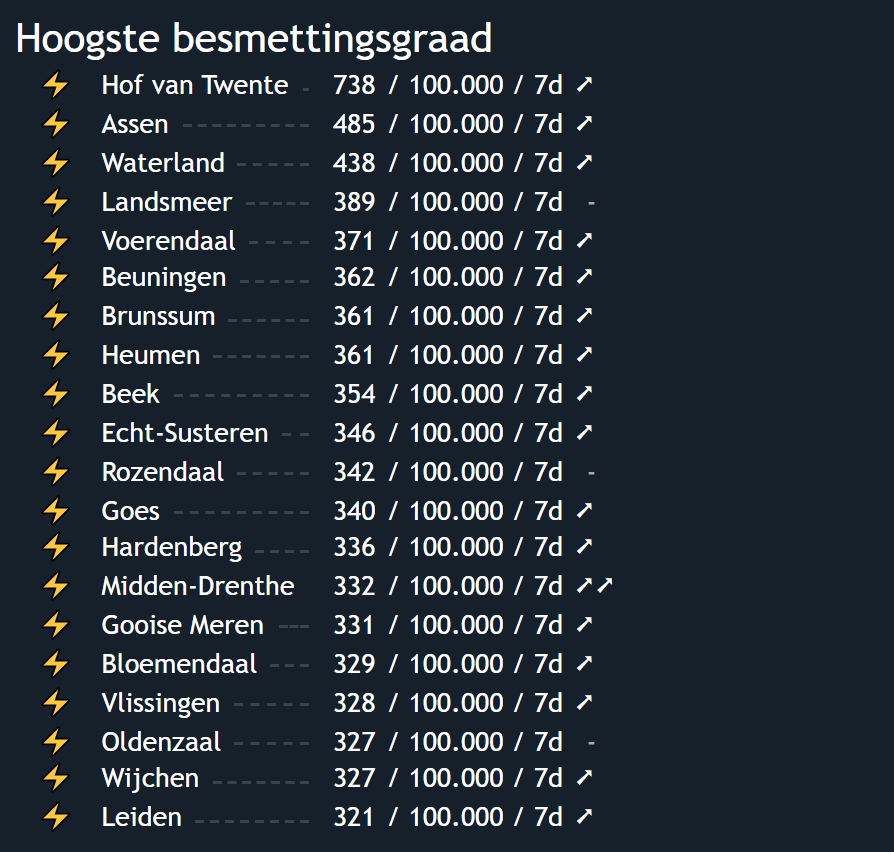 Hoogste besmettingsgraad
⚡ Hof van Twente - 738 / 100.000 / 7d ➚
⚡ Assen --------- 485 / 100.000 / 7d ➚
⚡ Waterland ----- 438 / 100.000 / 7d ➚
⚡ Landsmeer ----- 389 / 100.000 / 7d -
⚡ Voerendaal ---- 371 / 100.000 / 7d ➚
⚡ Beuningen ----- 362 / 100.000 / 7d ➚
⚡ Brunssum ------ 361 / 100.000 / 7d ➚
⚡ Heumen ------- 361 / 100.000 / 7d ➚
⚡ Beek --------- 354 / 100.000 / 7d ➚
⚡ Echt-Susteren -- 346 / 100.000 / 7d ➚
⚡ Rozendaal ----- 342 / 100.000 / 7d -
⚡ Goes --------- 340 / 100.000 / 7d ➚
⚡ Hardenberg ---- 336 / 100.000 / 7d ➚
⚡ Midden-Drenthe 332 / 100.000 / 7d ➚➚
⚡ Gooise Meren --- 331 / 100.000 / 7d ➚
⚡ Bloemendaal --- 329 / 100.000 / 7d ➚
⚡ Vlissingen ----- 328 / 100.000 / 7d ➚
⚡ Oldenzaal ----- 327 / 100.000 / 7d -
⚡ Wijchen ------- 327 / 100.000 / 7d ➚
⚡ Leiden -------- 321 / 100.000 / 7d ➚